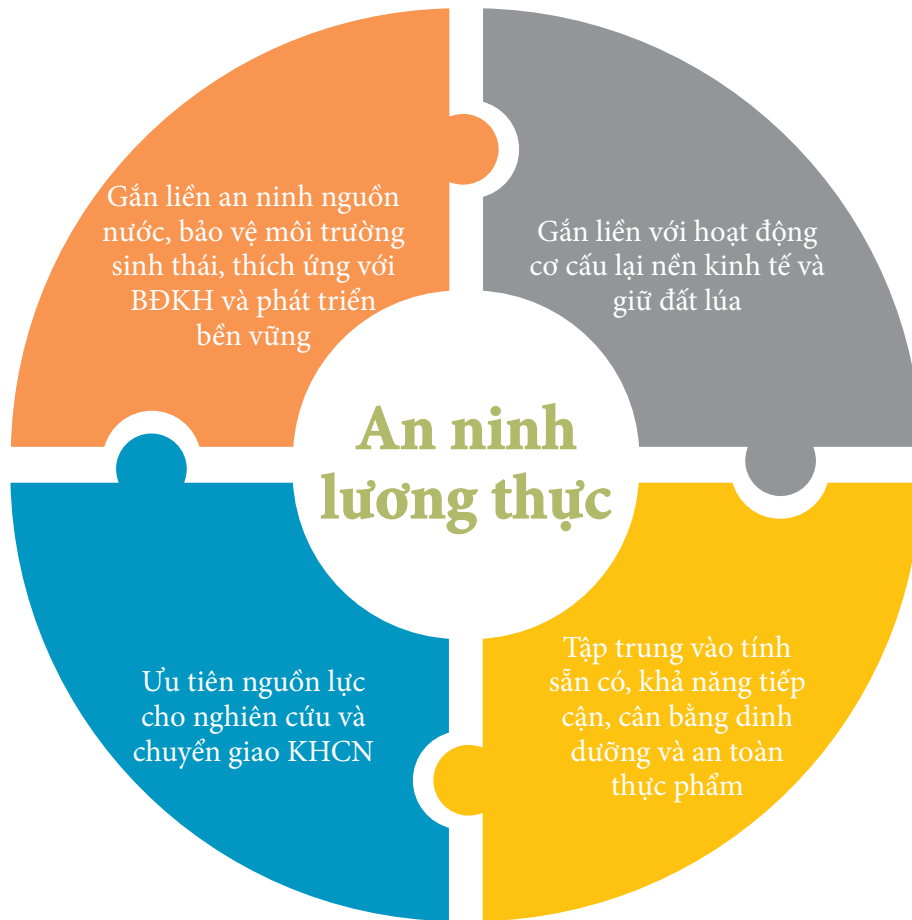 Gắn liền an ninh nguồn
nước, bảo vệ môi trường
sinh thái, thích ứng với
BĐKH và phát triển
bền vững
Gắn liền với hoạt động
cơ cấu lại nền kinh tế và
giữ đất lúa
An ninh
lương thực
Ưu tiên nguồn lực
cho nghiên cứu và
chuyển giao KHCN
Tập trung vào tính
sẵn có, khả năng tiếp
cận, cân bằng dinh
dưỡng và an toàn
thực phẩm